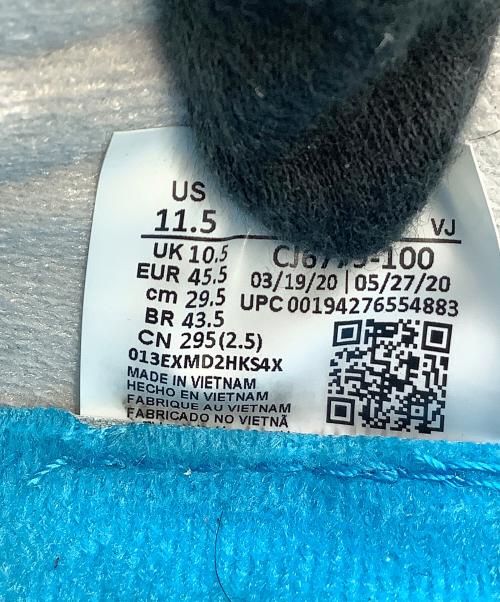 US
11.5
VJ
UK 10.5
EUR 45.5
cm 29.5
BR 43.5
CN 295(2.5)
-100
03/19/20 | 05/27/20
UPC 00194276554883
013EXMD2HKS4X
MADE IN VIETNAM
HECHO EN VIETNAM
FABRIQUE AU VIETNAM
FABRICADO NO VIETNÃ